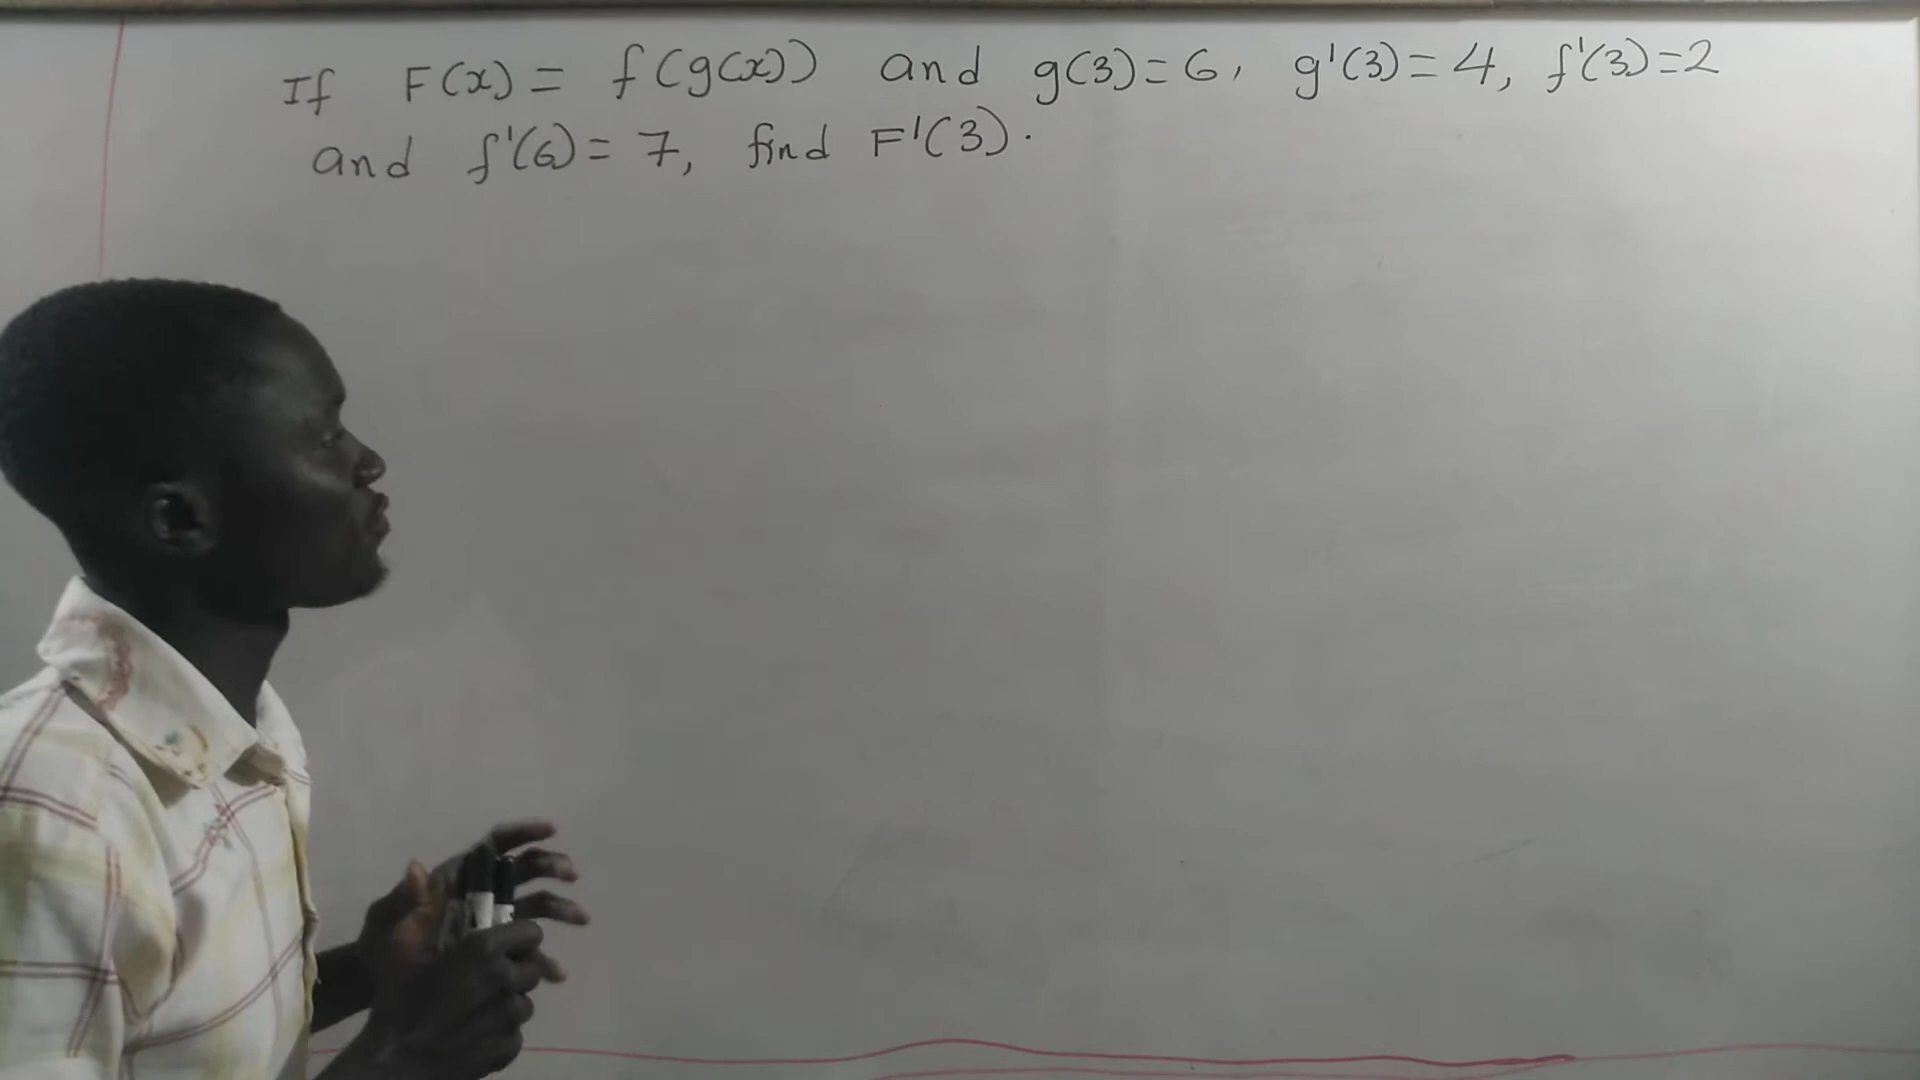 If F(x) = f(g(x)) and g(3)=6, g'(3)=4, f'(3)=2
and f'(6)=7, find F'(3).